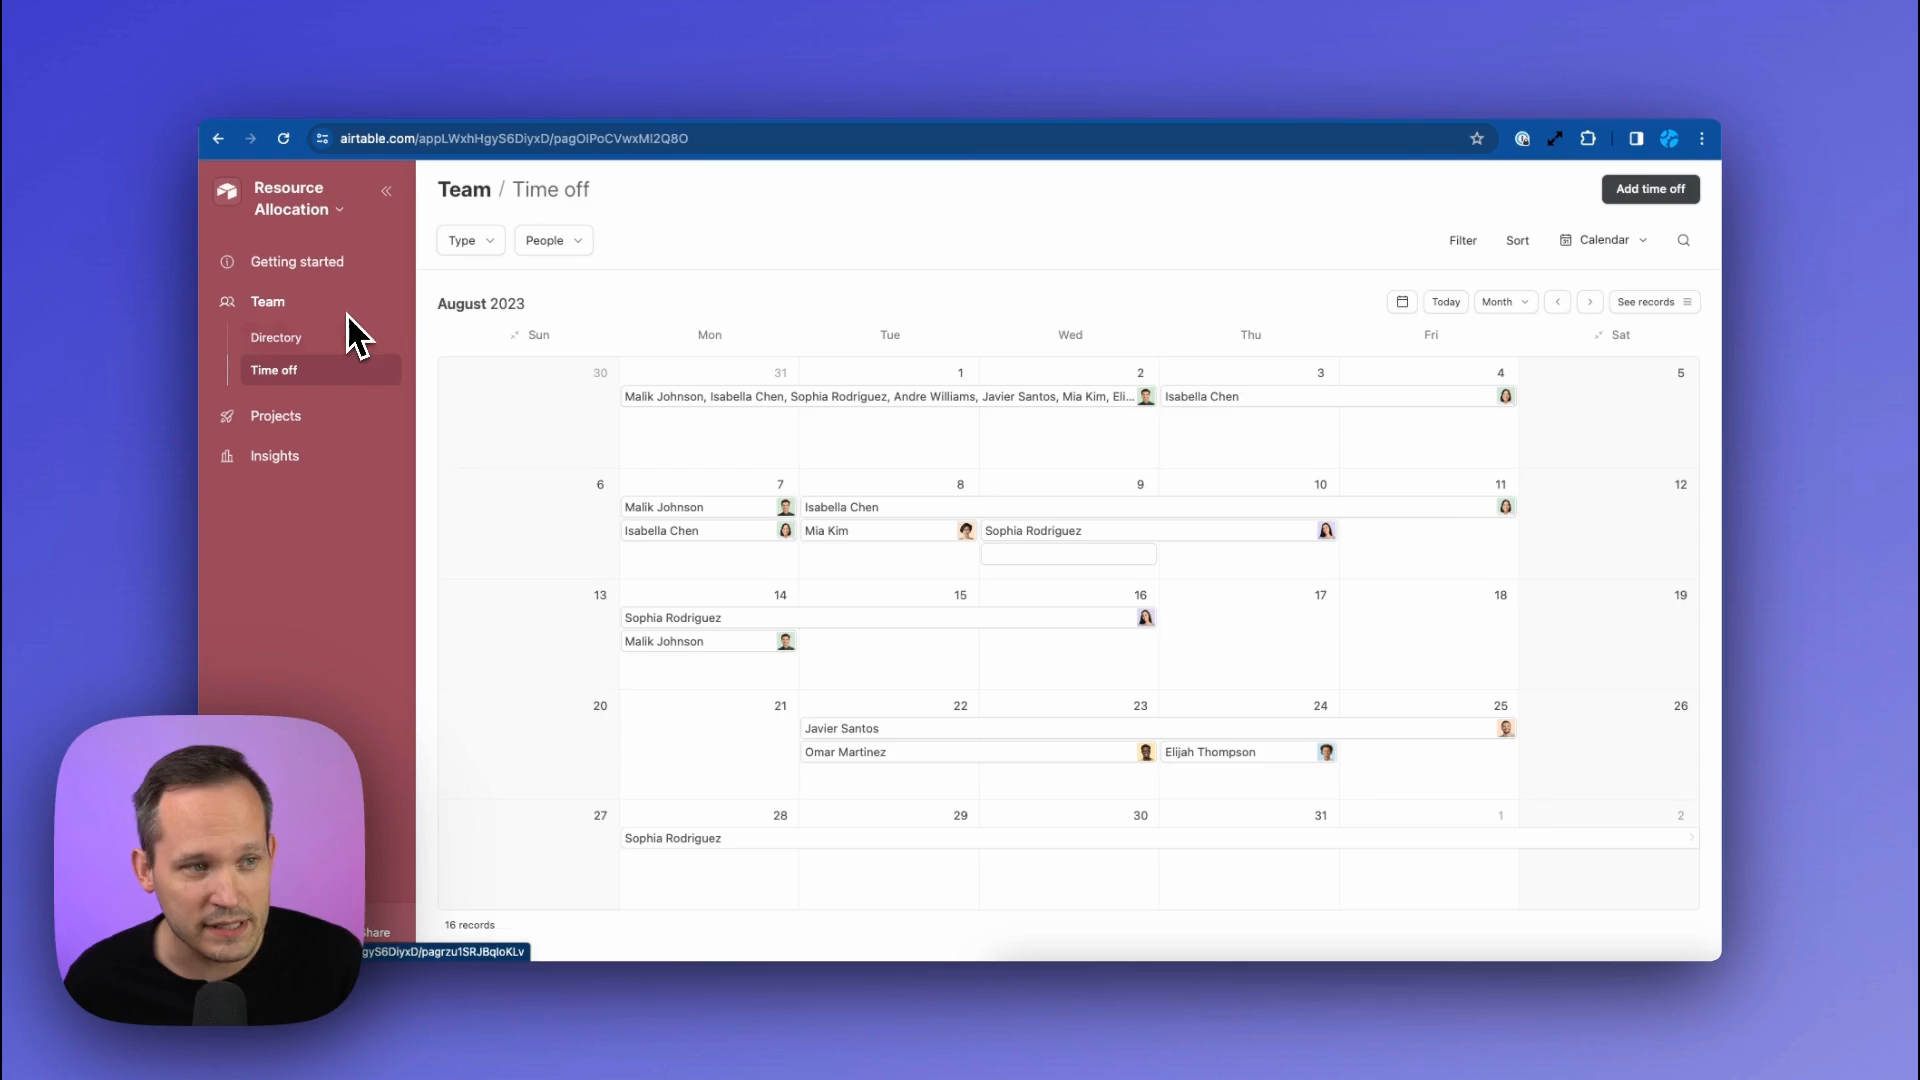 airtable.com/appLWxhHgyS6DiyxD/pagOIPoCVwxMI2Q8O
Resource
Allocation
Getting started
Team
Directory
Time off
Projects
Insights
Share
gyS6DiyxD/pagrzu1SRJBqloKLv
Team / Time off
Add time off
Type
People
Filter
Sort
Calendar
August 2023
Today
Month
See records
Sun Mon Tue Wed Thu Fri Sat
30 31 1 2 3 4 5
Malik Johnson, Isabella Chen, Sophia Rodriguez, Andre Williams, Javier Santos, Mia Kim, Eli...
Isabella Chen
6 7 8 9 10 11 12
Malik Johnson
Isabella Chen
Isabella Chen
Mia Kim
Sophia Rodriguez
13 14 15 16 17 18 19
Sophia Rodriguez
Malik Johnson
20 21 22 23 24 25 26
Javier Santos
Omar Martinez
Elijah Thompson
27 28 29 30 31 1 2
Sophia Rodriguez
16 records